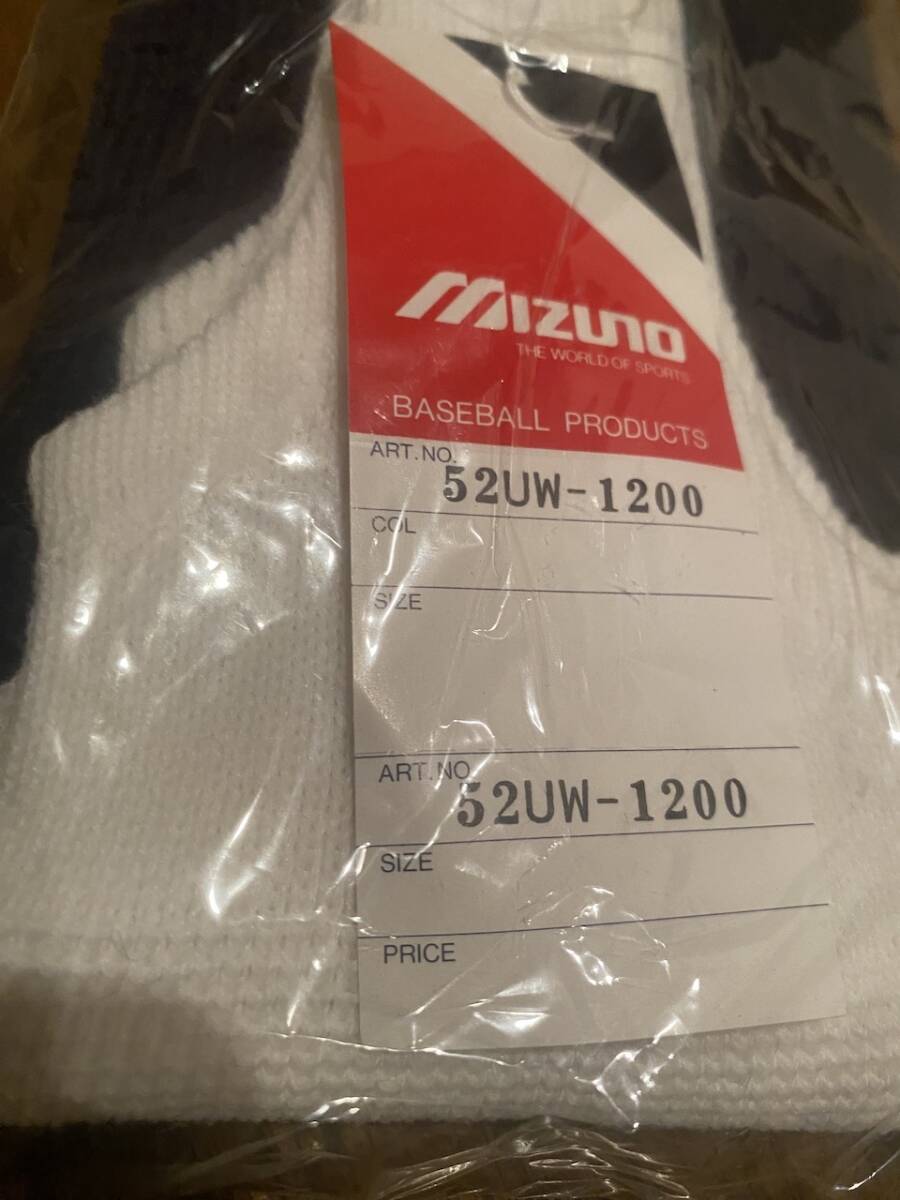 MIZUNO
THE WORLD OF SPORTS
BASEBALL PRODUCTS
ART.NO.
52UW-1200
COL
SIZE
ART.NO.
52UW-1200
SIZE
PRICE